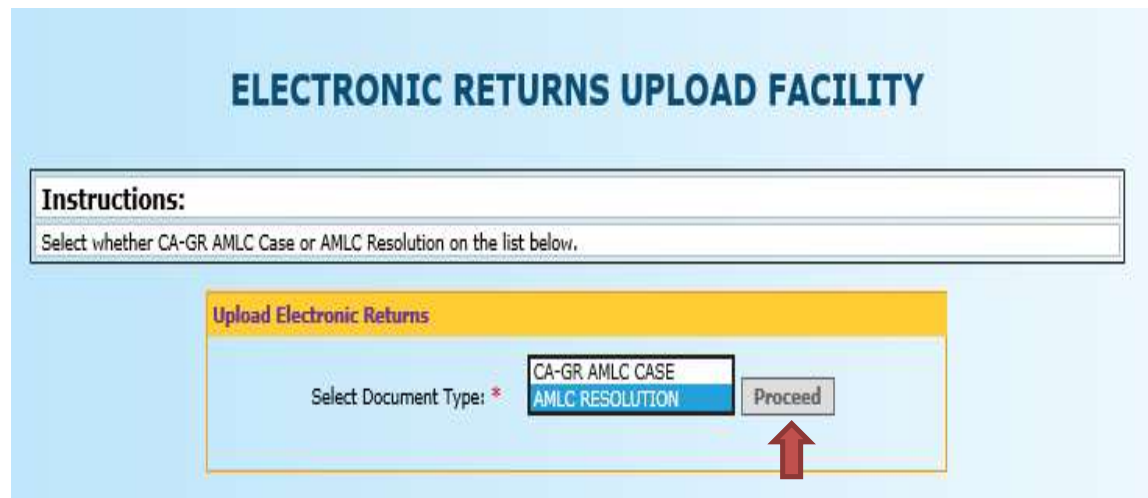 ELECTRONIC RETURNS UPLOAD FACILITY
Instructions:
Select whether CA-GR AMLC Case or AMLC Resolution on the list below.
Upload Electronic Returns
CA-GR AMLC CASE
Select Document Type: * AMLC RESOLUTION Proceed